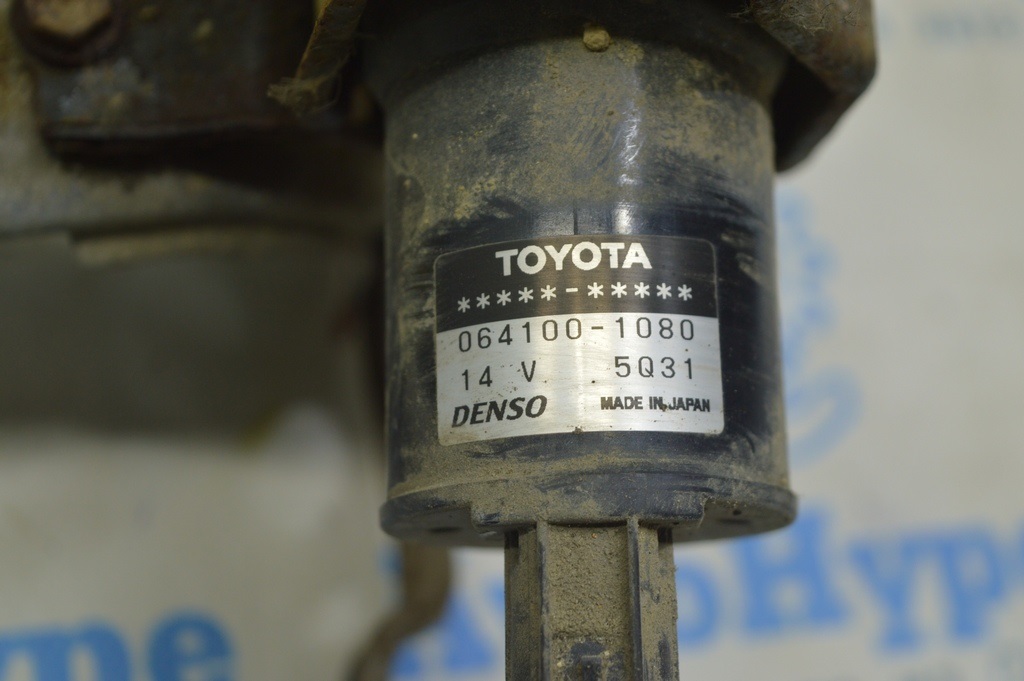 TOYOTA
*****-*****
064100-1080
14 V 5Q31
DENSO MADE IN JAPAN